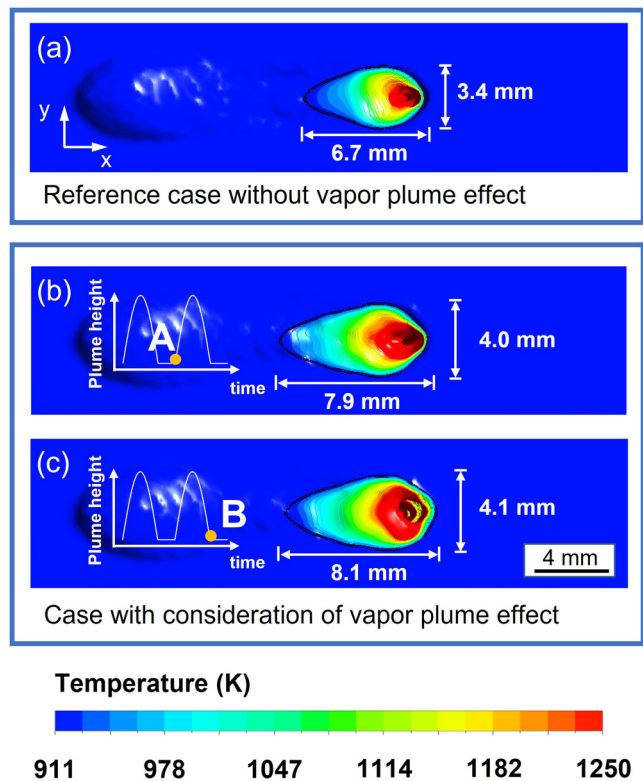 (a)
y
x
3.4 mm
6.7 mm
Reference case without vapor plume effect
(b)
Plume height
A
time
4.0 mm
7.9 mm
(c)
Plume height
B
time
4.1 mm
8.1 mm
4 mm
Case with consideration of vapor plume effect
Temperature (K)
911 978 1047 1114 1182 1250